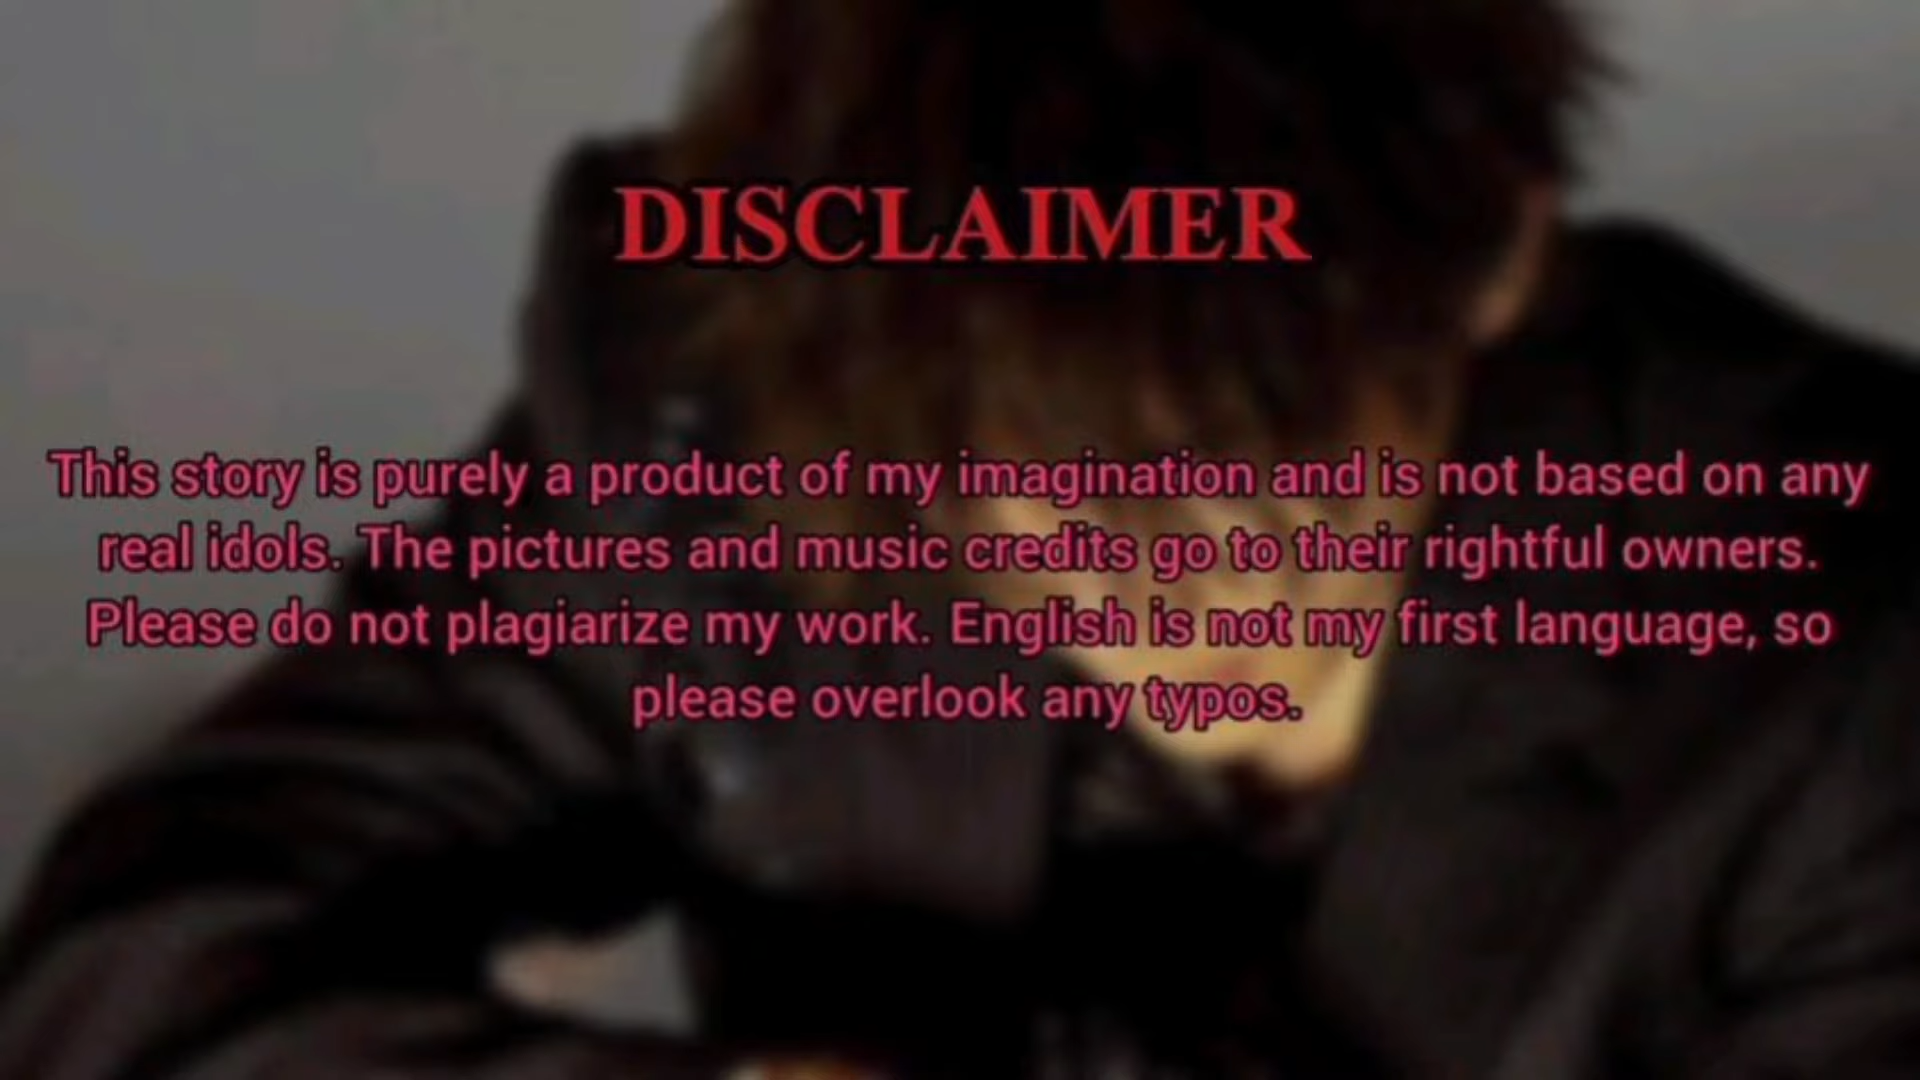 DISCLAIMER
This story is purely a product of my imagination and is not based on any
real idols. The pictures and music credits go to their rightful owners.
Please do not plagiarize my work. English is not my first language, so
please overlook any typos.